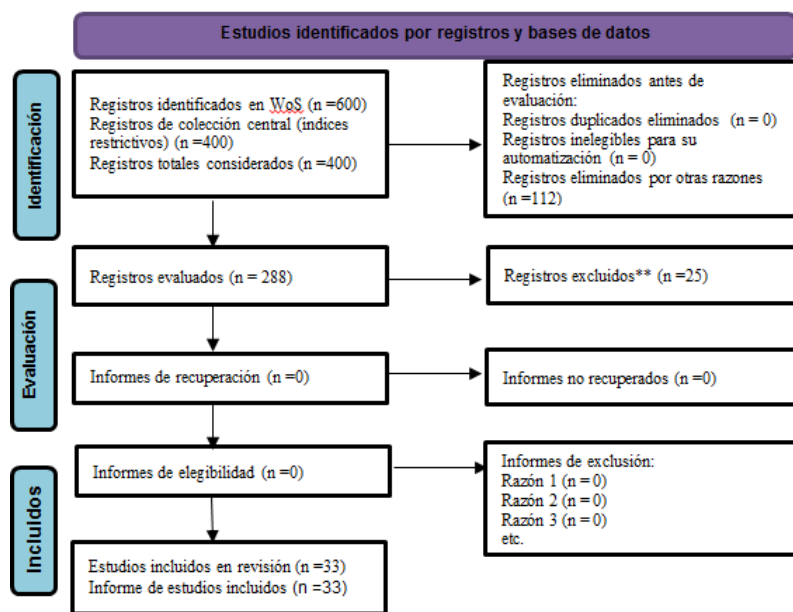 Estudios identificados por registros y bases de datos
Identificación
Registros identificados en WoS (n =600)
Registros de colección central (índices
restrictivos) (n =400)
Registros totales considerados (n =400)
Registros eliminados antes de
evaluación:
Registros duplicados eliminados (n = 0)
Registros inelegibles para su
automatización (n = 0)
Registros eliminados por otras razones
(n =112)
Evaluación
Registros evaluados (n = 288)
Registros excluidos** (n =25)
Informes de recuperación (n =0)
Informes no recuperados (n =0)
Incluidos
Informes de elegibilidad (n =0)
Informes de exclusión:
Razón 1 (n = 0)
Razón 2 (n = 0)
Razón 3 (n = 0)
etc.
Estudios incluidos en revisión (n =33)
Informe de estudios incluidos (n =33)